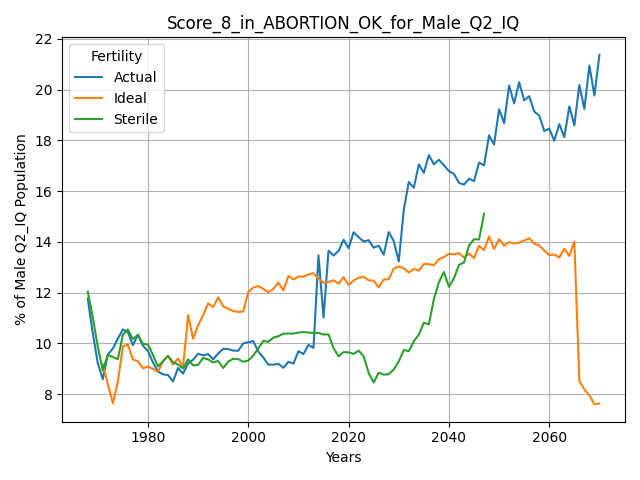 Score_8_in_ABORTION_OK_for_Male_Q2_IQ
% of Male Q2_IQ Population
22
20
18
16
14
12
10
8
Fertility
Actual
Ideal
Sterile
1980
2000
2020
2040
2060
Years